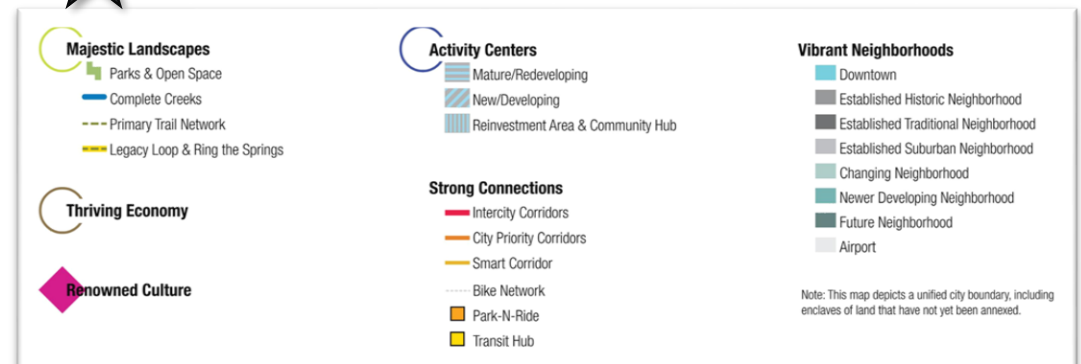 Majestic Landscapes
Parks & Open Space
Complete Creeks
Primary Trail Network
Legacy Loop & Ring the Springs
Thriving Economy
Renowned Culture
Activity Centers
Mature/Redeveloping
New/Developing
Reinvestment Area & Community Hub
Strong Connections
Intercity Corridors
City Priority Corridors
Smart Corridor
Bike Network
Park-N-Ride
Transit Hub
Vibrant Neighborhoods
Downtown
Established Historic Neighborhood
Established Traditional Neighborhood
Established Suburban Neighborhood
Changing Neighborhood
Newer Developing Neighborhood
Future Neighborhood
Airport
Note: This map depicts a unified city boundary, including
enclaves of land that have not yet been annexed.